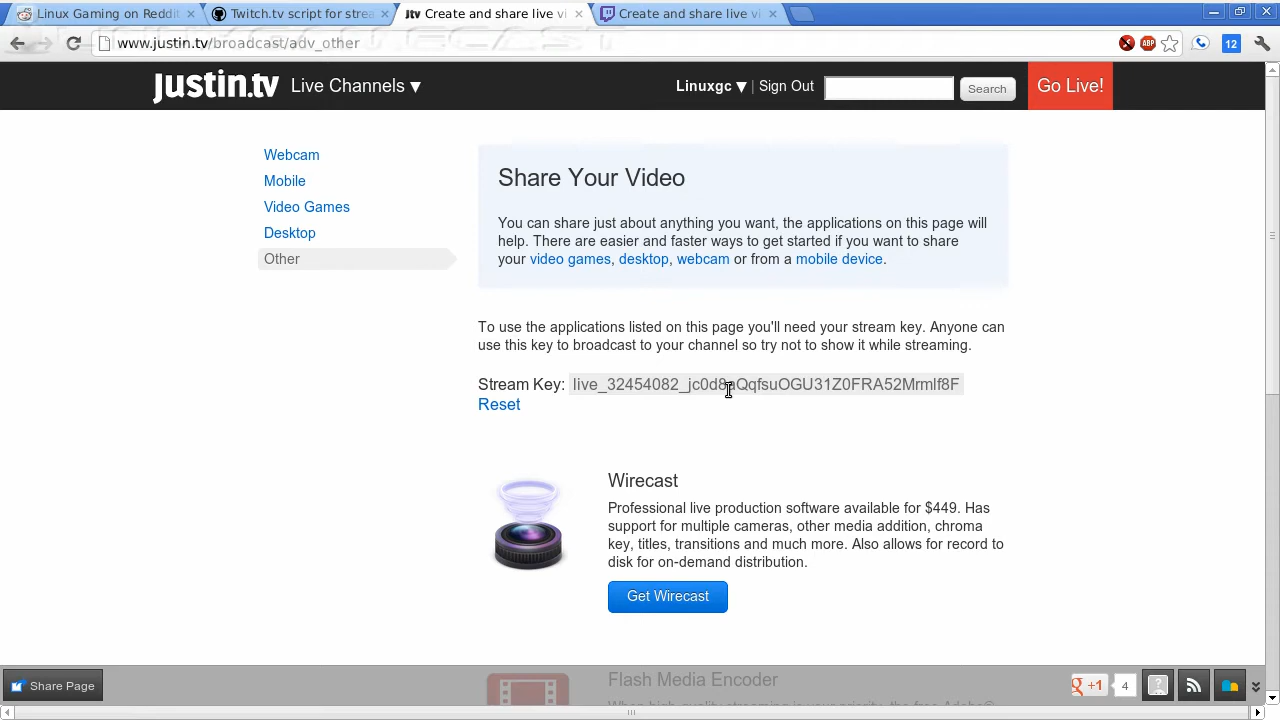 Linux Gaming on Reddit
Twitch.tv script for strea
Jtv Create and share live vi
Create and share live vi
www.justin.tv/broadcast/adv_other
ABP
12
Justin.tv
Live Channels ▼
Linuxgc ▼ | Sign Out
Search
Go Live!
Webcam
Mobile
Video Games
Desktop
Other
Share Your Video
You can share just about anything you want, the applications on this page will
help. There are easier and faster ways to get started if you want to share
your video games, desktop, webcam or from a mobile device.
To use the applications listed on this page you'll need your stream key. Anyone can
use this key to broadcast to your channel so try not to show it while streaming.
Stream Key:
Reset
Wirecast
Professional live production software available for $449. Has
support for multiple cameras, other media addition, chroma
key, titles, transitions and much more. Also allows for record to
disk for on-demand distribution.
Get Wirecast
Flash Media Encoder
Share Page
+1
4